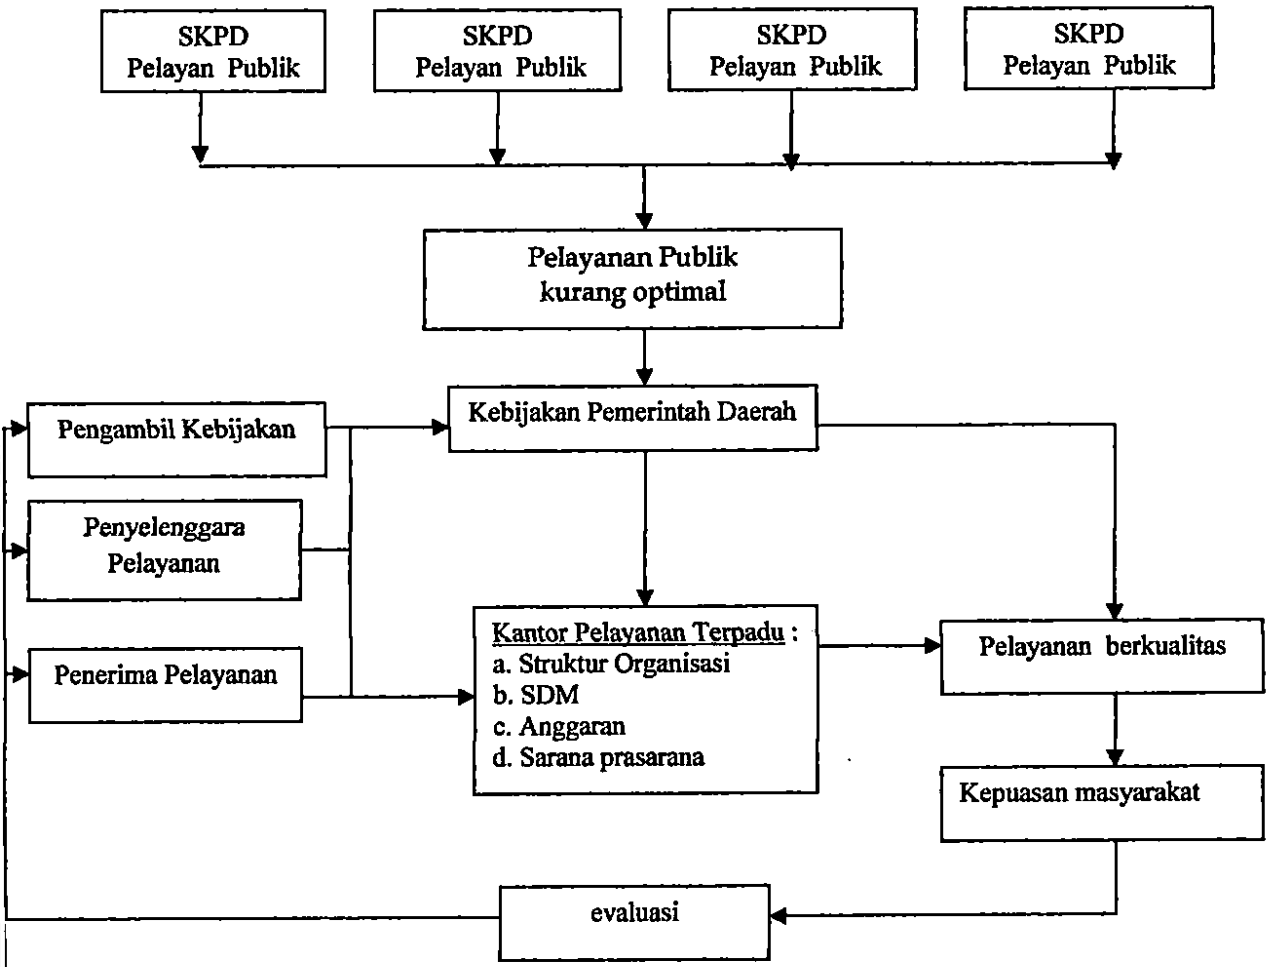 SKPD
Pelayan Publik
SKPD
Pelayan Publik
SKPD
Pelayan Publik
SKPD
Pelayan Publik
Pelayanan Publik
kurang optimal
Kebijakan Pemerintah Daerah
Pengambil Kebijakan
Penyelenggara
Pelayanan
Penerima Pelayanan
Kantor Pelayanan Terpadu :
a. Struktur Organisasi
b. SDM
c. Anggaran
d. Sarana prasarana
Pelayanan berkualitas
Kepuasan masyarakat
evaluasi